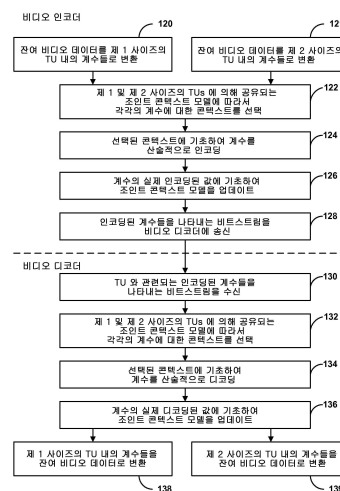 비디오 인코더
120
12
잔여 비디오 데이터를 제 1 사이즈의
TU 내의 계수들로 변환
잔여 비디오 데이터를 제 2 사이즈의
TU 내의 계수들로 변환
122
제 1 및 제 2 사이즈의 TUs 에 의해 공유되는
조인트 콘텍스트 모델에 따라서
각각의 계수에 대한 콘텍스트를 선택
124
선택된 콘텍스트에 기초하여 계수를
산술적으로 인코딩
126
계수의 실제 인코딩된 값에 기초하여
조인트 콘텍스트 모델을 업데이트
128
인코딩된 계수들을 나타내는 비트스트림을
비디오 디코더에 송신
비디오 디코더
130
TU 와 관련되는 인코딩된 계수들을
나타내는 비트스트림을 수신
132
제 1 및 제 2 사이즈의 TUs 에 의해 공유되는
조인트 콘텍스트 모델에 따라서
각각의 계수에 대한 콘텍스트를 선택
134
선택된 콘텍스트에 기초하여
계수를 산술적으로 디코딩
136
계수의 실제 디코딩된 값에 기초하여
조인트 콘텍스트 모델을 업데이트
제 1 사이즈의 TU 내의 계수들을
잔여 비디오 데이터로 변환
제 2 사이즈의 TU 내의 계수들을
잔여 비디오 데이터로 변환
138
139